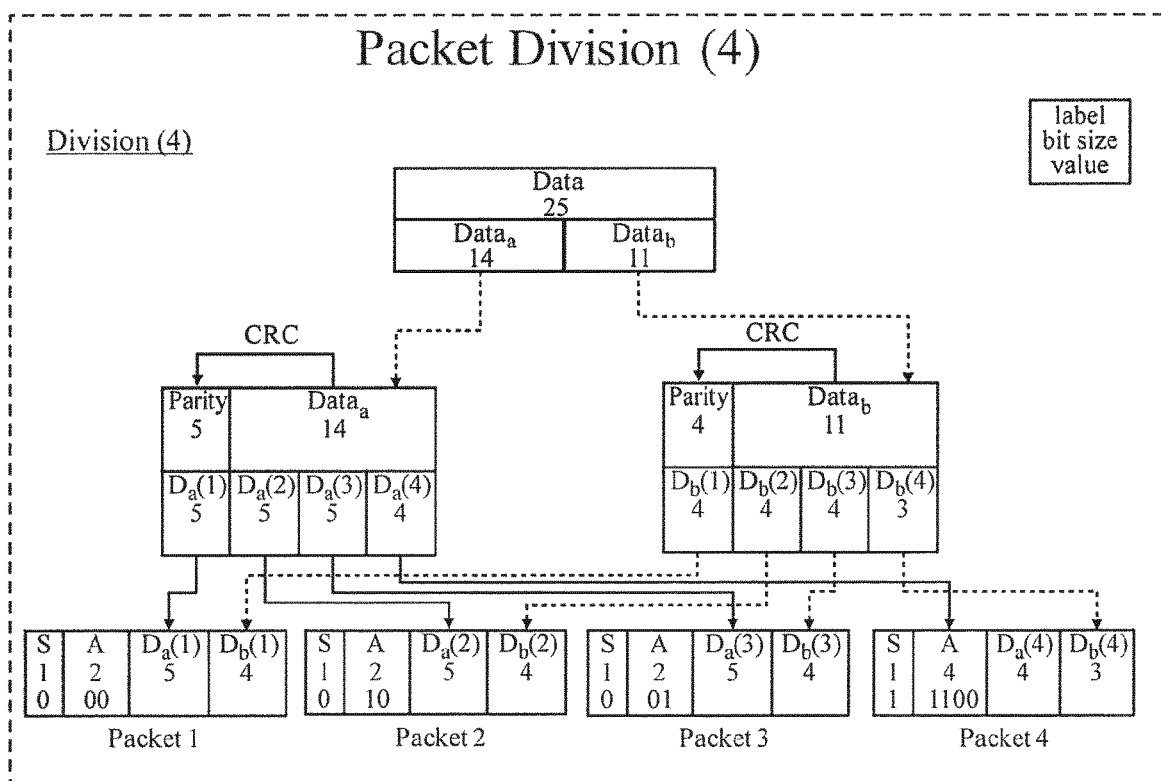 Packet Division (4)
Division (4)
label
bit size
value
Data
25
Data_a Data_b
14 11
CRC CRC
Parity Data_a Parity Data_b
5 14 4 11
D_a(1) D_a(2) D_a(3) D_a(4) D_b(1) D_b(2) D_b(3) D_b(4)
5 5 5 4 4 4 4 3
S A D_a(1) D_b(1) S A D_a(2) D_b(2) S A D_a(3) D_b(3) S A D_a(4) D_b(4)
1 2 5 4 1 2 5 4 1 2 5 4 1 4 4 3
0 00 0 10 0 01 1 1100
Packet 1 Packet 2 Packet 3 Packet 4